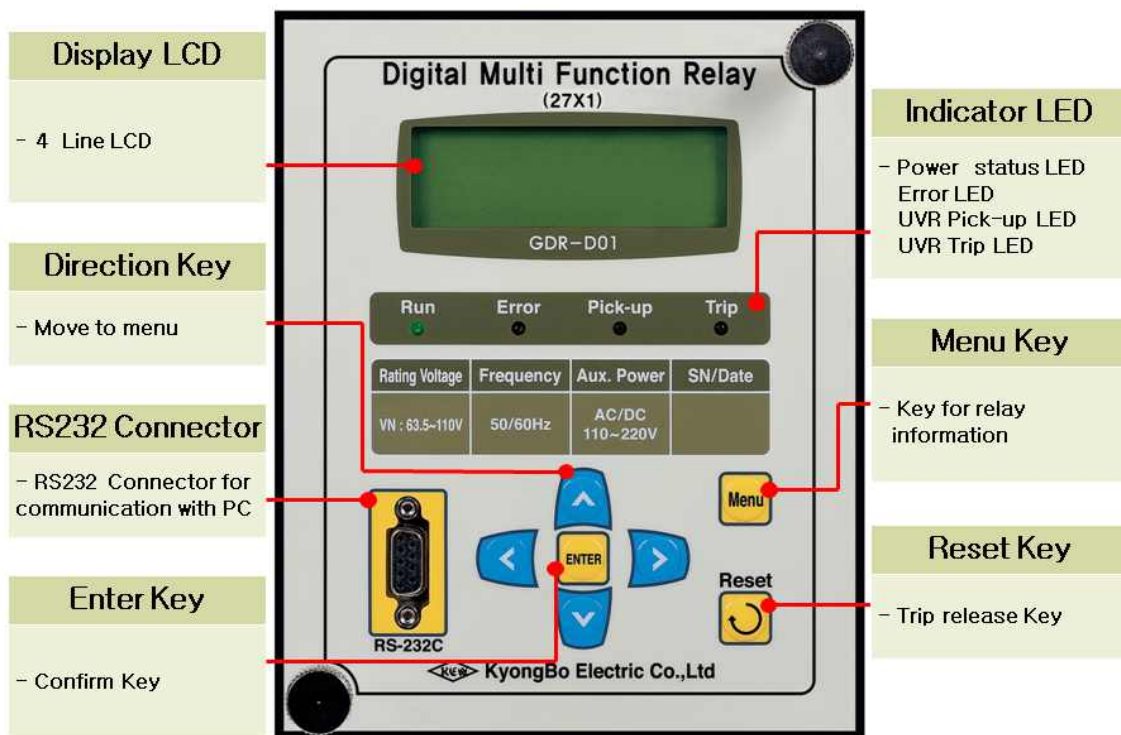 Display LCD
- 4 Line LCD
Direction Key
- Move to menu
RS232 Connector
- RS232 Connector for
communication with PC
Enter Key
- Confirm Key
Digital Multi Function Relay
(27X1)
GDR-D01
Run Error Pick-up Trip
Rating Voltage Frequency Aux. Power SN/Date
VN : 63.5~110V 50/60Hz AC/DC
110~220V
Menu
ENTER
Reset
RS-232C
KEW KyongBo Electric Co.,Ltd
Indicator LED
- Power status LED
Error LED
UVR Pick-up LED
UVR Trip LED
Menu Key
- Key for relay
information
Reset Key
- Trip release Key